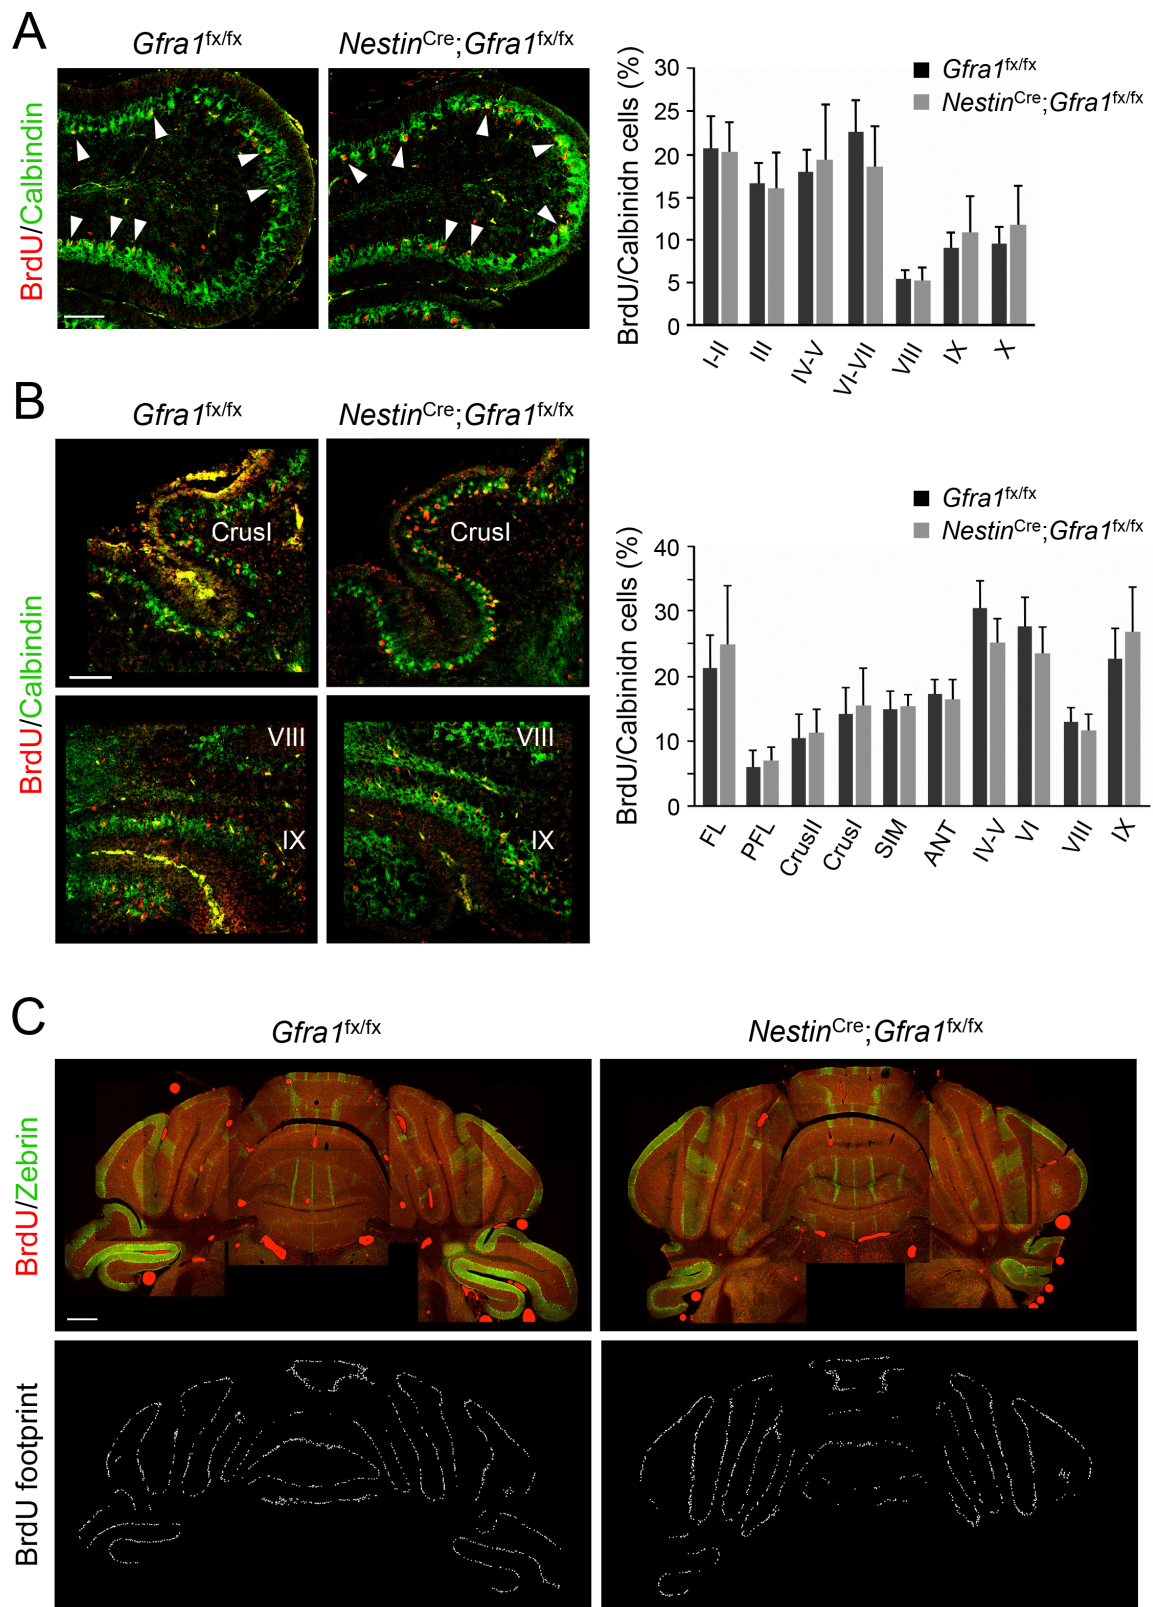 A
Gfra1fx/fx
NestinCre;Gfra1fx/fx
BrdU/Calbindin
BrdU/Calbinidn cells (%)
30
25
20
15
10
5
0
Gfra1fx/fx
NestinCre;Gfra1fx/fx
I-II
III
IV-V
VI-VII
VIII
IX
X
B
Gfra1fx/fx
NestinCre;Gfra1fx/fx
BrdU/Calbindin
CrusI
CrusI
VIII
IX
VIII
IX
BrdU/Calbinidn cells (%)
40
30
20
10
0
Gfra1fx/fx
NestinCre;Gfra1fx/fx
FL
PFL
CrusII
CrusI
SIM
ANT
IV-V
VI
VIII
IX
C
Gfra1fx/fx
NestinCre;Gfra1fx/fx
BrdU/Zebrin
BrdU footprint